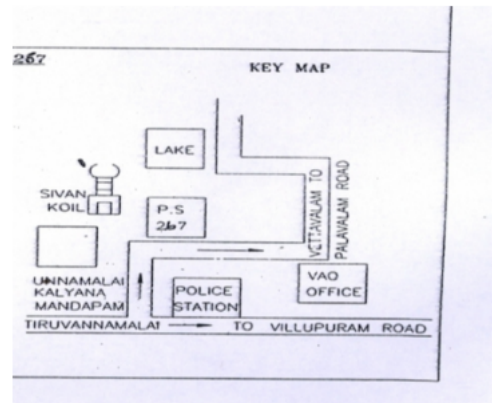 267
KEY MAP
LAKE
SIVAN
KOIL
P.S
267
VETTAVALAM TO
PALAVALAM ROAD
UNNAMALAI
KALYANA
MANDAPAM
POLICE
STATION
VAO
OFFICE
TIRUVANNAMALAI TO VILLUPURAM ROAD